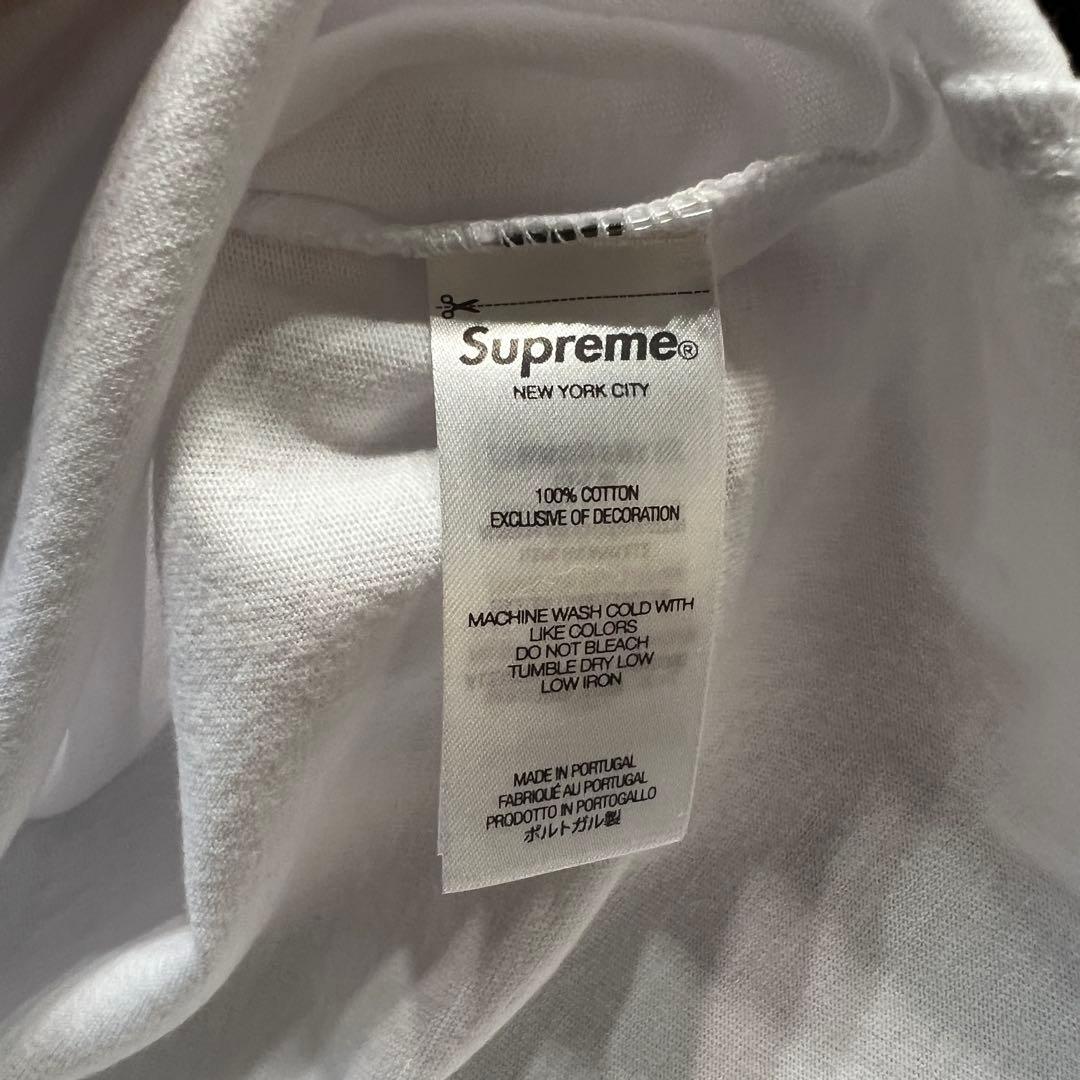 Supreme®
NEW YORK CITY
100% COTTON
EXCLUSIVE OF DECORATION
MACHINE WASH COLD WITH
LIKE COLORS
DO NOT BLEACH
TUMBLE DRY LOW
LOW IRON
MADE IN PORTUGAL
FABRIQUÉ AU PORTUGAL
PRODOTTO IN PORTOGALLO
ポルトガル製